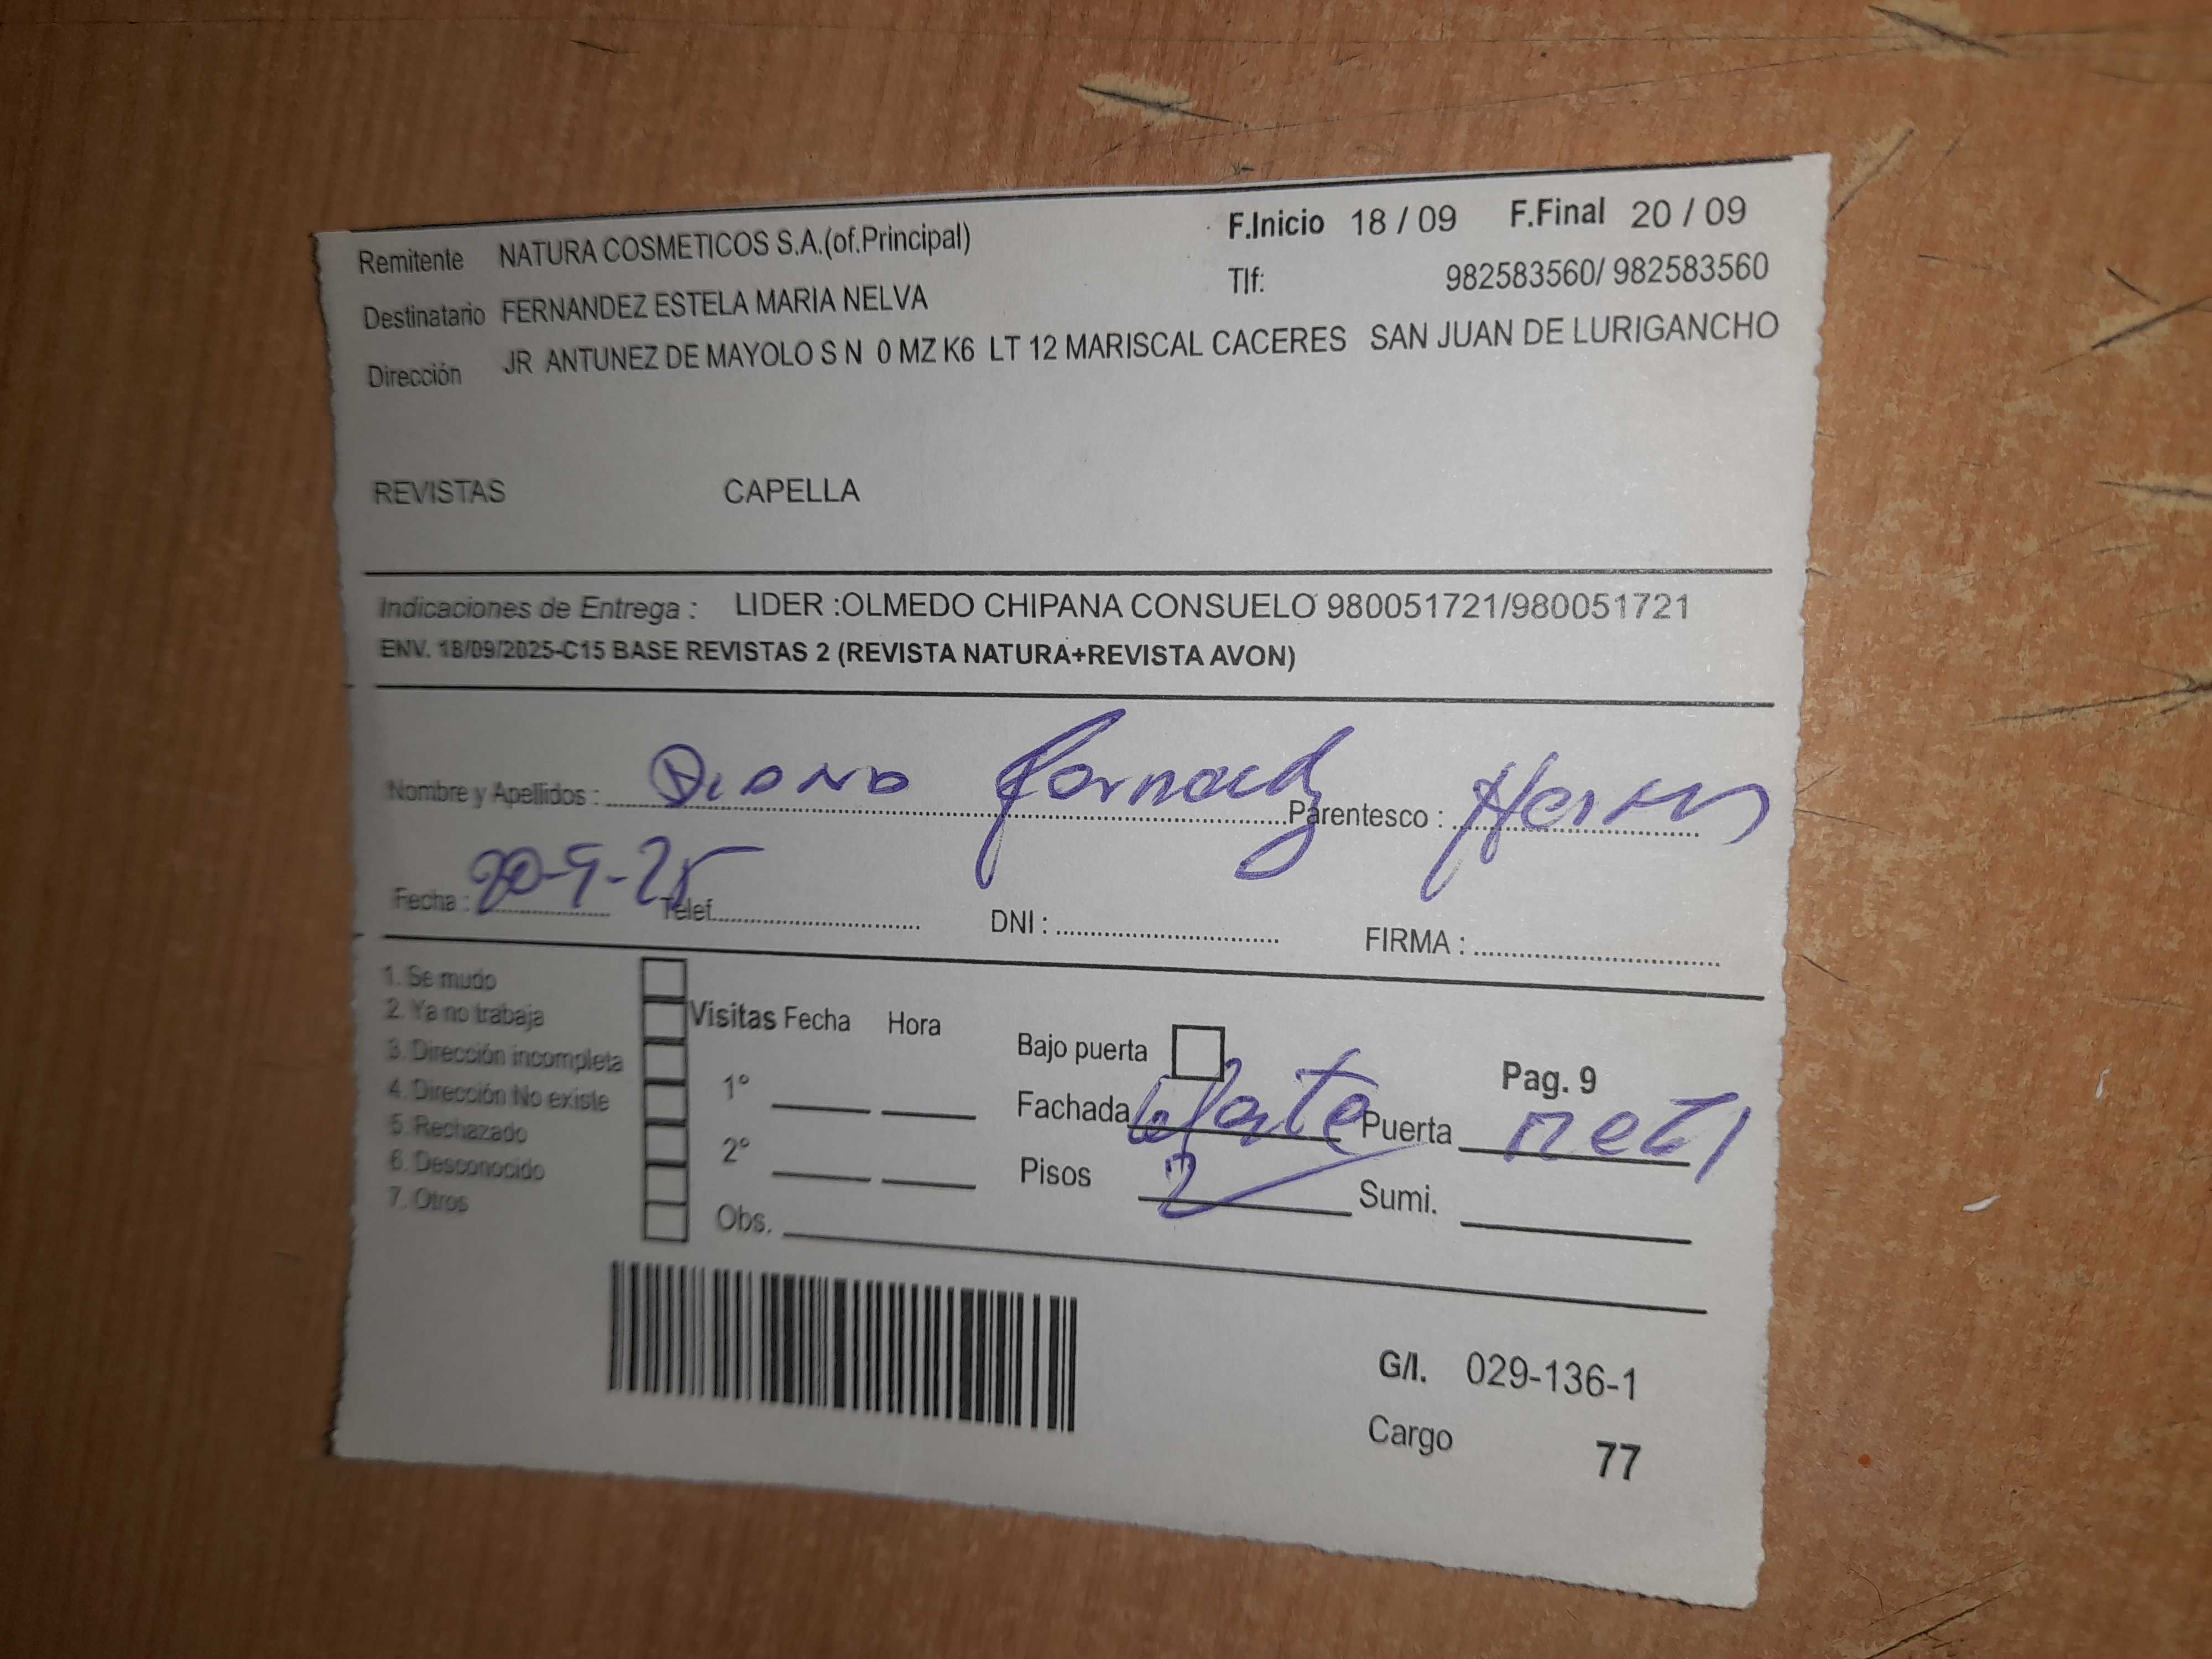 Remitente NATURA COSMETICOS S.A.(of.Principal) F.Inicio 18 / 09 F.Final 20 / 09
Destinatario FERNANDEZ ESTELA MARIA NELVA Tlf: 982583560/ 982583560
Dirección JR ANTUNEZ DE MAYOLO S N 0 MZ K6 LT 12 MARISCAL CACERES SAN JUAN DE LURIGANCHO
REVISTAS CAPELLA
Indicaciones de Entrega : LIDER :OLMEDO CHIPANA CONSUELO 980051721/980051721
ENV. 18/09/2025-C15 BASE REVISTAS 2 (REVISTA NATURA+REVISTA AVON)
Nombre y Apellidos : Parentesco :
Fecha : 20-9-25 Telef. DNI : FIRMA :
1. Se mudo
2. Ya no trabaja Visitas Fecha Hora
3. Dirección incompleta Bajo puerta Pag. 9
4. Dirección No existe 1° Fachada Puerta
5. Rechazado
6. Desconocido 2° Pisos 2 Sumi.
7. Otros Obs.
G/I. 029-136-1
Cargo 77